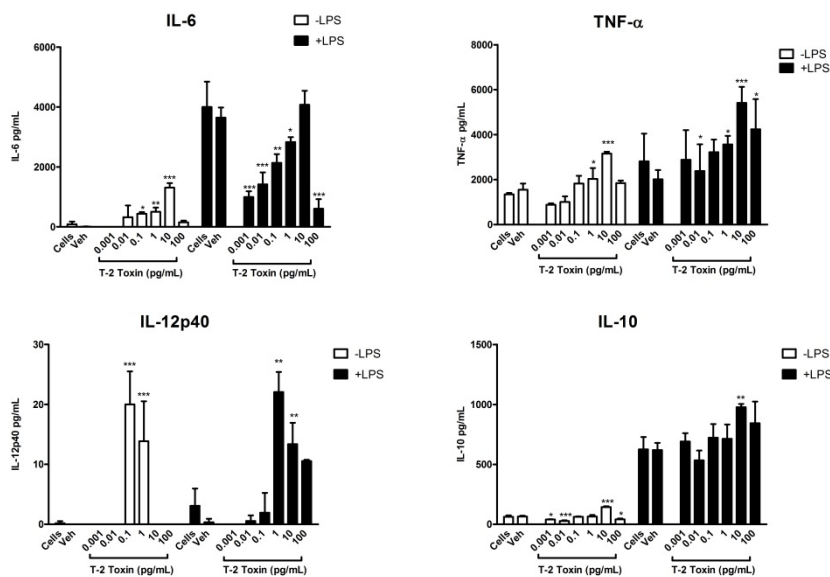 IL-6
-LPS
+LPS
6000
4000
2000
0
IL-6 pg/mL
* ** *** *** *** ** * ***
Cells Veh 0.001 0.01 0.1 1 10 100 Cells Veh 0.001 0.01 0.1 1 10 100
T-2 Toxin (pg/mL) T-2 Toxin (pg/mL)
TNF-α
-LPS
+LPS
8000
6000
4000
2000
0
TNF-α pg/mL
* *** * * *** *
Cells Veh 0.001 0.01 0.1 1 10 100 Cells Veh 0.001 0.01 0.1 1 10 100
T-2 Toxin (pg/mL) T-2 Toxin (pg/mL)
IL-12p40
-LPS
+LPS
30
20
10
0
IL-12p40 pg/mL
*** *** ** **
Cells Veh 0.001 0.01 0.1 1 10 100 Cells Veh 0.001 0.01 0.1 1 10 100
T-2 Toxin (pg/mL) T-2 Toxin (pg/mL)
IL-10
-LPS
+LPS
1500
1000
500
0
IL-10 pg/mL
* *** *** * **
Cells Veh 0.001 0.01 0.1 1 10 100 Cells Veh 0.001 0.01 0.1 1 10 100
T-2 Toxin (pg/mL) T-2 Toxin (pg/mL)